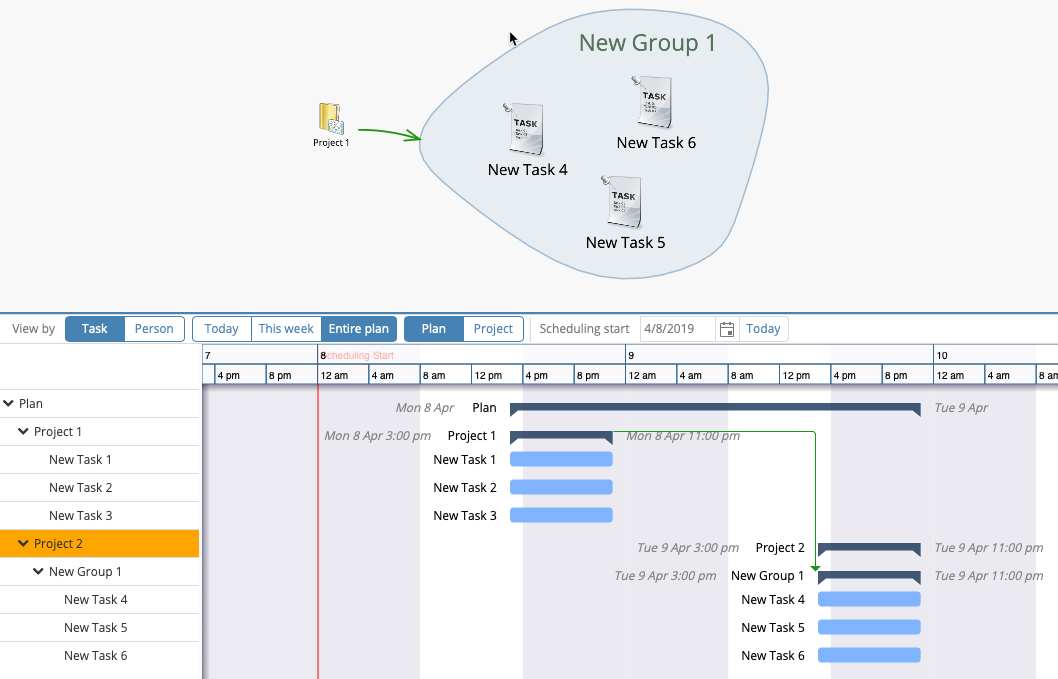 New Group 1
TASK
New Task 6
TASK
New Task 4
Project 1
TASK
New Task 5
View by Task Person Today This week Entire plan Plan Project Scheduling start 4/8/2019 Today
7 8 cheduling Start 9 10
4 pm 8 pm 12 am 4 am 8 am 12 pm 4 pm 8 pm 12 am 4 am 8 am 12 pm 4 pm 8 pm 12 am 4 am 8 am
Plan Mon 8 Apr Plan Tue 9 Apr
Project 1 Mon 8 Apr 3:00 pm Project 1 Mon 8 Apr 11:00 pm
New Task 1 New Task 1
New Task 2 New Task 2
New Task 3 New Task 3
Project 2 Tue 9 Apr 3:00 pm Project 2 Tue 9 Apr 11:00 pm
New Group 1 Tue 9 Apr 3:00 pm New Group 1 Tue 9 Apr 11:00 pm
New Task 4 New Task 4
New Task 5 New Task 5
New Task 6 New Task 6